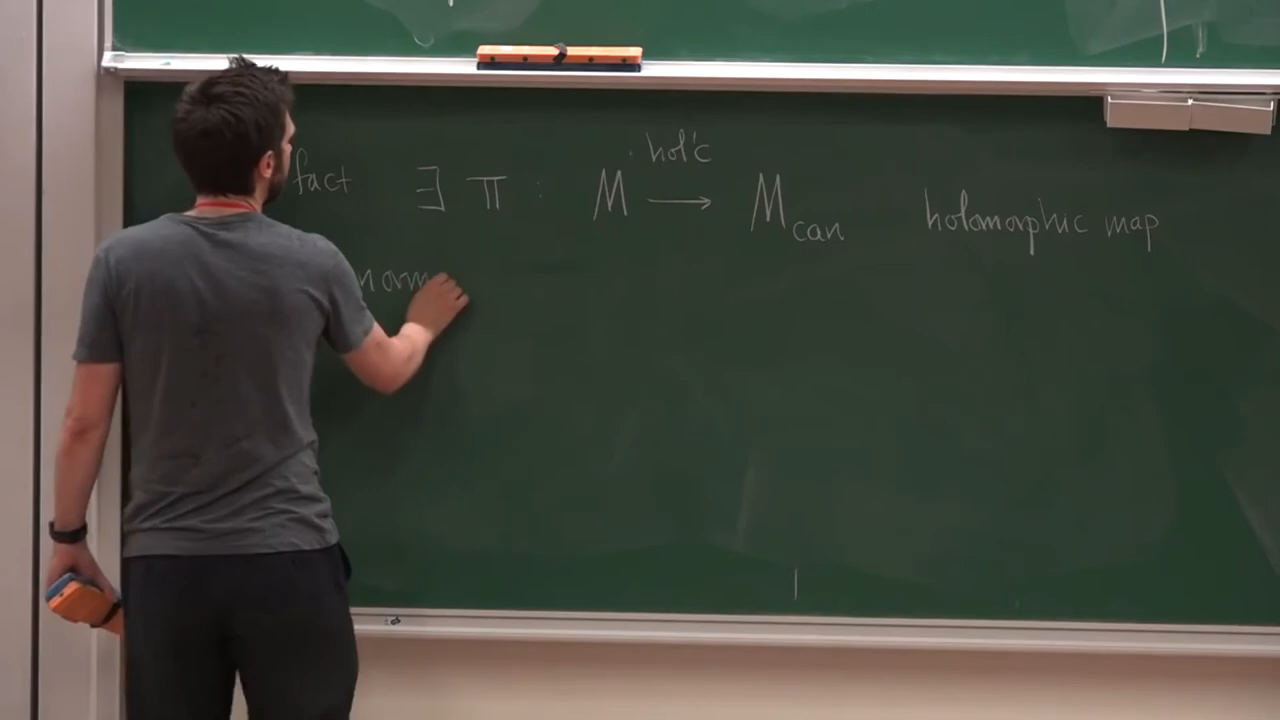 fact ∃ π : M ⟶ M_can holomorphic map
hol'c
norm